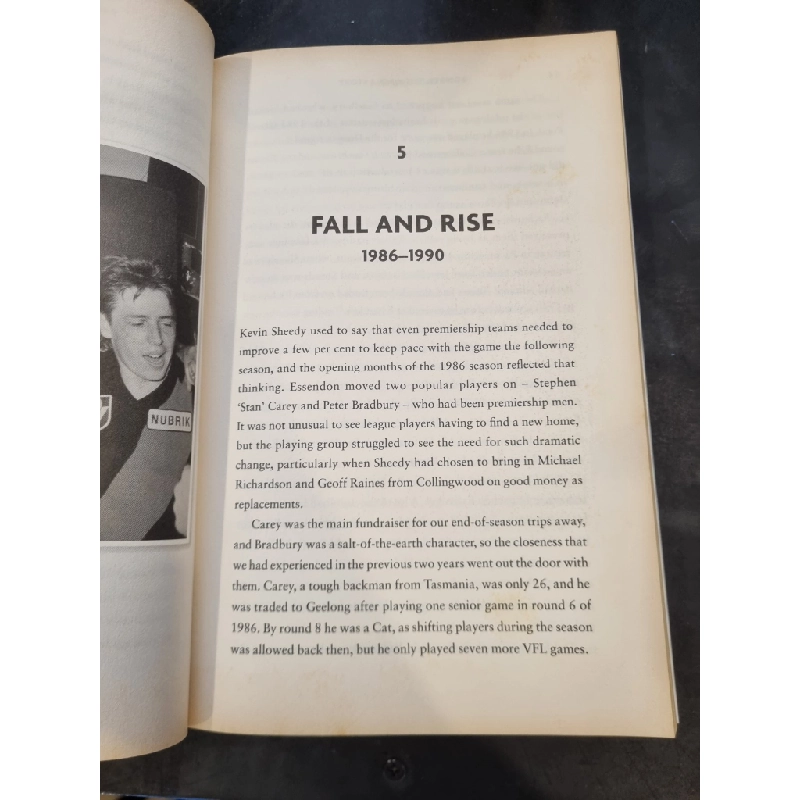 NUBRIK
5
FALL AND RISE
1986–1990
Kevin Sheedy used to say that even premiership teams needed to
improve a few per cent to keep pace with the game the following
season, and the opening months of the 1986 season reflected that
thinking. Essendon moved two popular players on – Stephen
‘Stan’ Carey and Peter Bradbury – who had been premiership men.
It was not unusual to see league players having to find a new home,
but the playing group struggled to see the need for such dramatic
change, particularly when Sheedy had chosen to bring in Michael
Richardson and Geoff Raines from Collingwood on good money as
replacements.
Carey was the main fundraiser for our end-of-season trips away,
and Bradbury was a salt-of-the-earth character, so the closeness that
we had experienced in the previous two years went out the door with
them. Carey, a tough backman from Tasmania, was only 26, and he
was traded to Geelong after playing one senior game in round 6 of
1986. By round 8 he was a Cat, as shifting players during the season
was allowed back then, but he only played seven more VFL games.